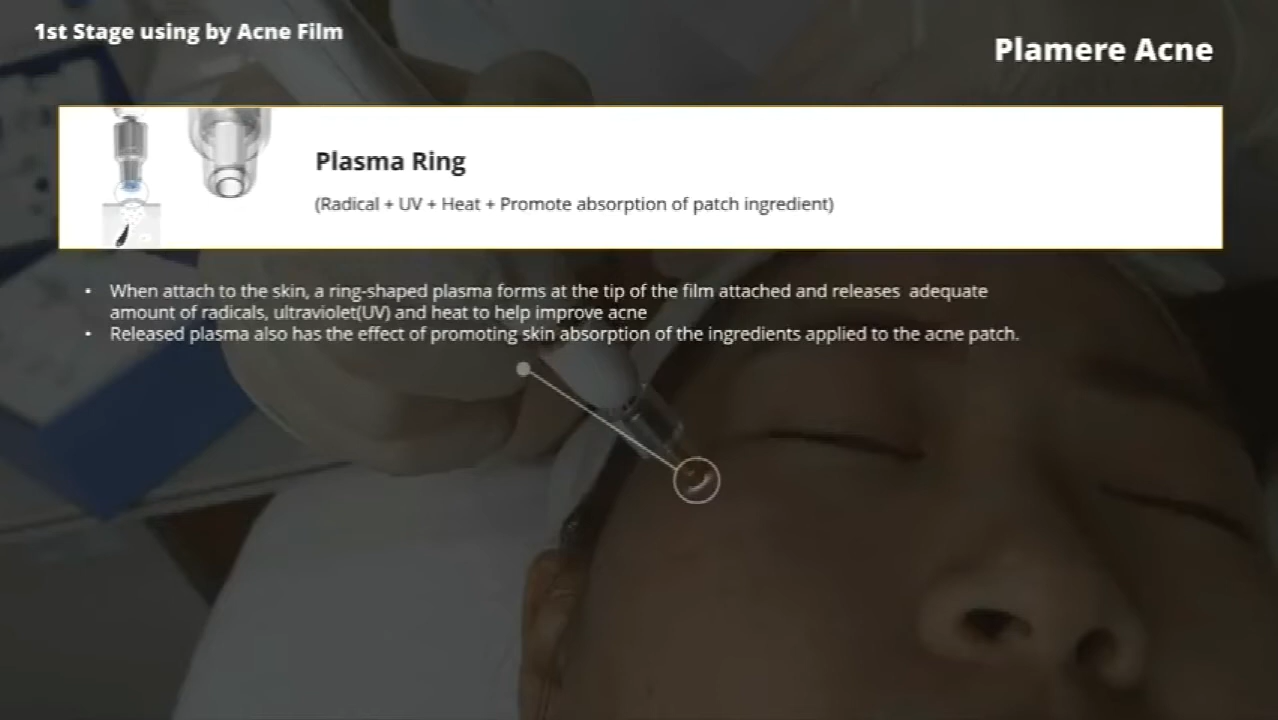 1st Stage using by Acne Film
Plamere Acne
Plasma Ring
(Radical + UV + Heat + Promote absorption of patch ingredient)
• When attach to the skin, a ring-shaped plasma forms at the tip of the film attached and releases adequate
amount of radicals, ultraviolet(UV) and heat to help improve acne
• Released plasma also has the effect of promoting skin absorption of the ingredients applied to the acne patch.